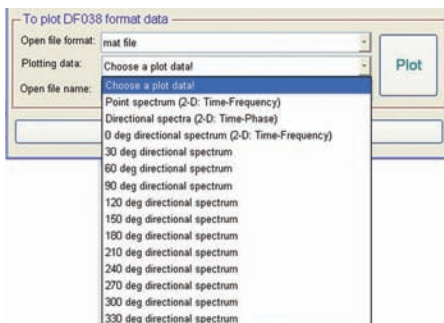 To plot DF038 format data
Open file format: mat file
Plotting data: Choose a plot data!
Plot
Open file name:
Choose a plot data!
Point spectrum (2-D: Time-Frequency)
Directional spectra (2-D: Time-Phase)
0 deg directional spectrum (2-D: Time-Frequency)
30 deg directional spectrum
60 deg directional spectrum
90 deg directional spectrum
120 deg directional spectrum
150 deg directional spectrum
180 deg directional spectrum
210 deg directional spectrum
240 deg directional spectrum
270 deg directional spectrum
300 deg directional spectrum
330 deg directional spectrum